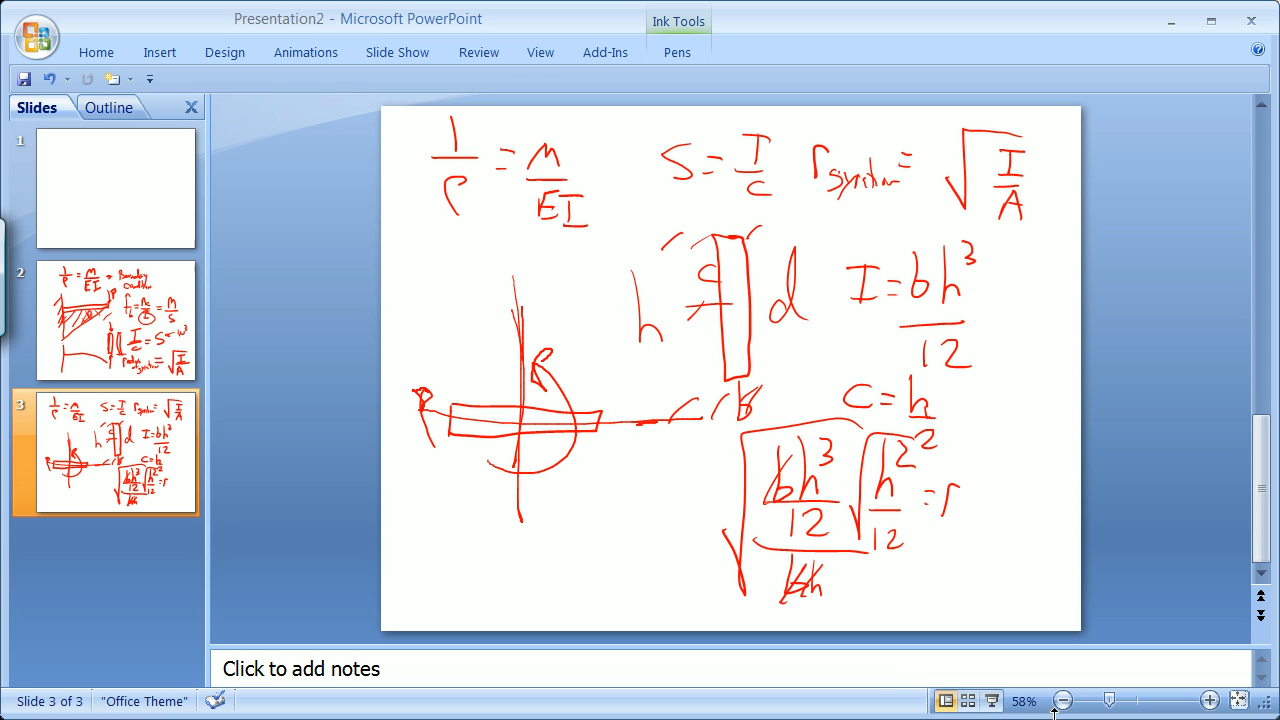 Presentation2 - Microsoft PowerPoint
Ink Tools
Home Insert Design Animations Slide Show Review View Add-Ins Pens
Slides Outline
1
2
3
1/ρ = M/EI
S = I/c
r = √(I/A)
h c d
I = bh³/12
b
P
c = h/2
√((bh³/12)/(bh))
√(h²/12) = r
Click to add notes
Slide 3 of 3 "Office Theme" 58%